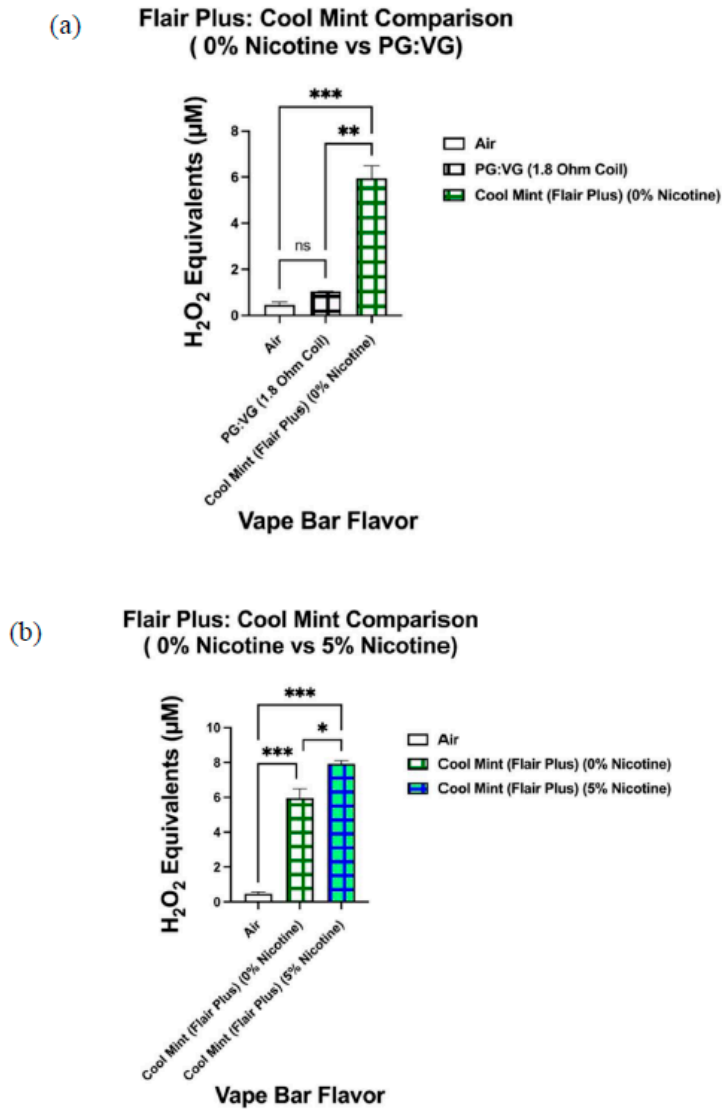 (a)
Flair Plus: Cool Mint Comparison
( 0% Nicotine vs PG:VG)
H₂O₂ Equivalents (µM)
8
6
4
2
0
***
**
ns
Air
PG:VG (1.8 Ohm Coil)
Cool Mint (Flair Plus) (0% Nicotine)
Air
PG:VG (1.8 Ohm Coil)
Cool Mint (Flair Plus) (0% Nicotine)
Vape Bar Flavor
(b)
Flair Plus: Cool Mint Comparison
( 0% Nicotine vs 5% Nicotine)
H₂O₂ Equivalents (µM)
10
8
6
4
2
0
***
***
*
Air
Cool Mint (Flair Plus) (0% Nicotine)
Cool Mint (Flair Plus) (5% Nicotine)
Air
Cool Mint (Flair Plus) (0% Nicotine)
Cool Mint (Flair Plus) (5% Nicotine)
Vape Bar Flavor